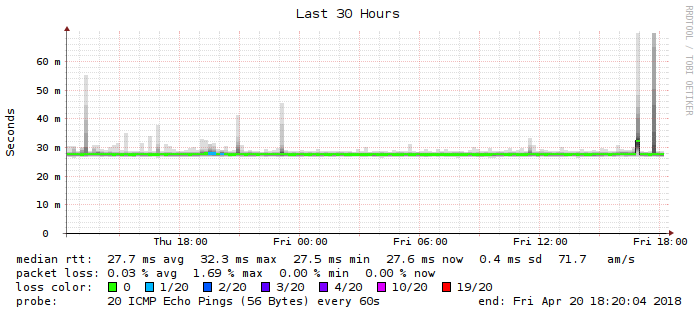 Last 30 Hours
RRDTOOL / TOBI OETIKER
Seconds
60 m
50 m
40 m
30 m
20 m
10 m
0
Thu 18:00 Fri 00:00 Fri 06:00 Fri 12:00 Fri 18:00
median rtt: 27.7 ms avg 32.3 ms max 27.5 ms min 27.6 ms now 0.4 ms sd 71.7 am/s
packet loss: 0.03 % avg 1.69 % max 0.00 % min 0.00 % now
loss color: 0 1/20 2/20 3/20 4/20 10/20 19/20
probe: 20 ICMP Echo Pings (56 Bytes) every 60s end: Fri Apr 20 18:20:04 2018